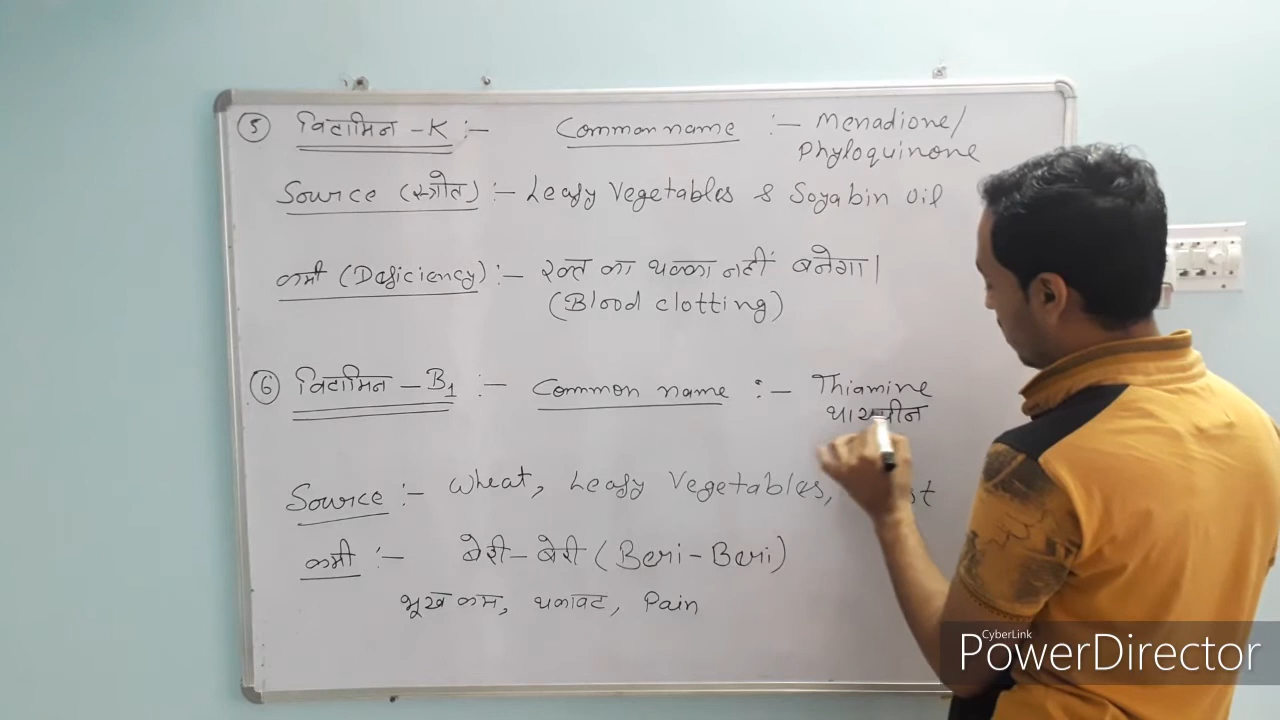 5 विटामिन - K :- Common name :- Menadione/
Phyloquinone
Source (स्त्रोत) :- Leafy Vegetables & Soyabin oil
कमी (Deficiency) :- रक्त का थक्का नहीं बनेगा।
(Blood clotting)
6 विटामिन - B1 :- Common name :- Thiamine
Source :- Wheat, Leafy Vegetables,
कमी :- बेरी-बेरी (Beri-Beri)
भूख कम, थकावट, Pain
CyberLink
PowerDirector